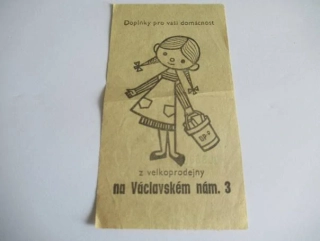 Doplňky pro vaši domácnost
z velkoprodejny
na Václavském nám. 3